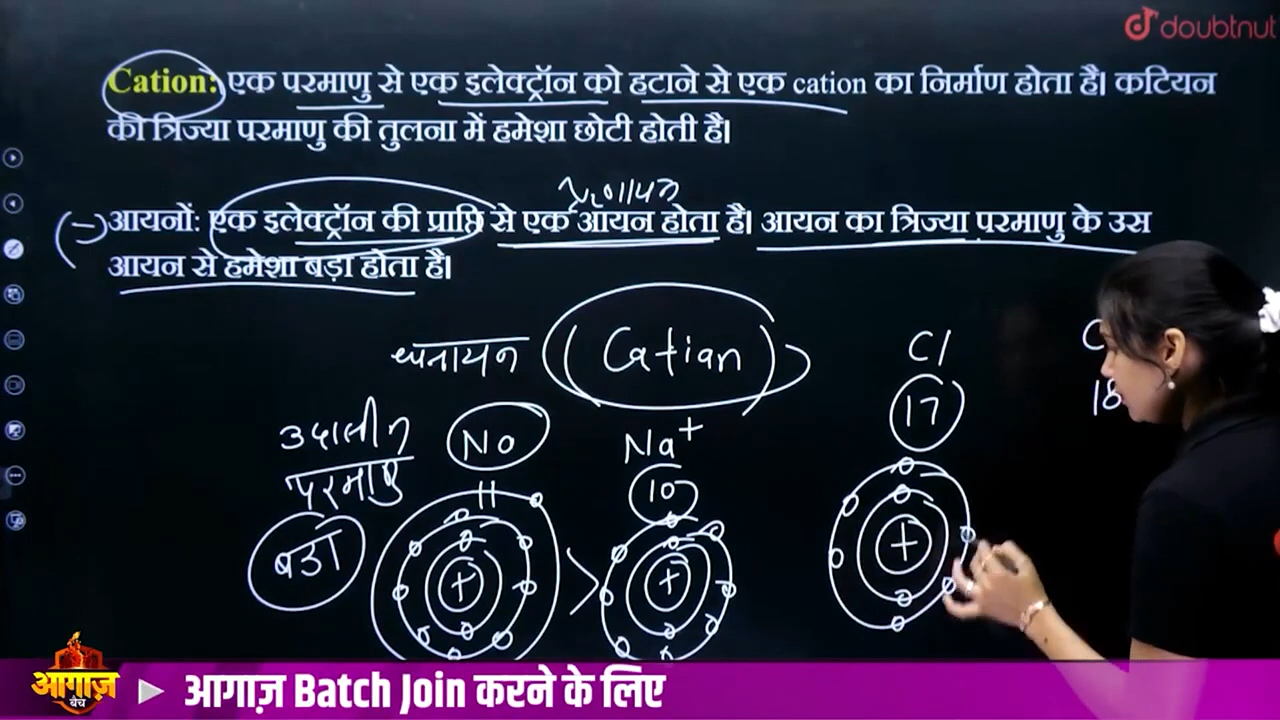 doubtnut
Cation: एक परमाणु से एक इलेक्ट्रॉन को हटाने से एक cation का निर्माण होता है। कटियन
की त्रिज्या परमाणु की तुलना में हमेशा छोटी होती है।
(-) आयनों: एक इलेक्ट्रॉन की प्राप्ति से एक आयन होता है। आयन का त्रिज्या परमाणु के उस
आयन से हमेशा बड़ा होता है।
धनायन (Cation)
Cl
17
18
उदासीन
परमाणु
Na
11
Na+
10
बडा
+ > +
+
आगाज़
बैच
आगाज़ Batch Join करने के लिए